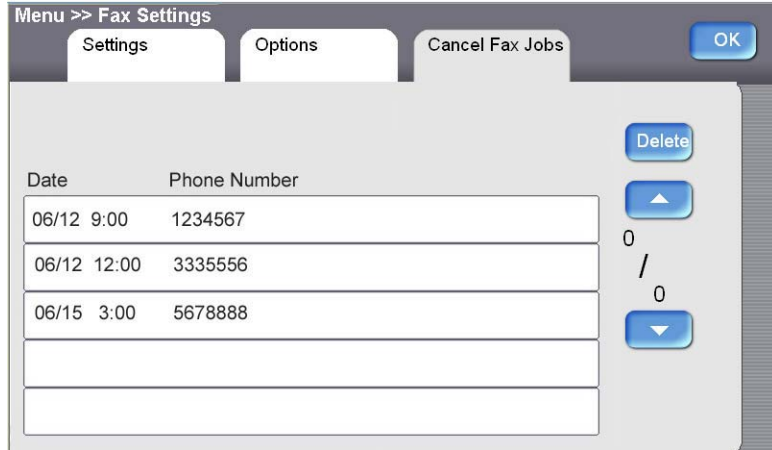 Menu >> Fax Settings
Settings Options Cancel Fax Jobs OK
Delete
Date Phone Number
06/12 9:00 1234567
06/12 12:00 3335556
06/15 3:00 5678888
0
/
0